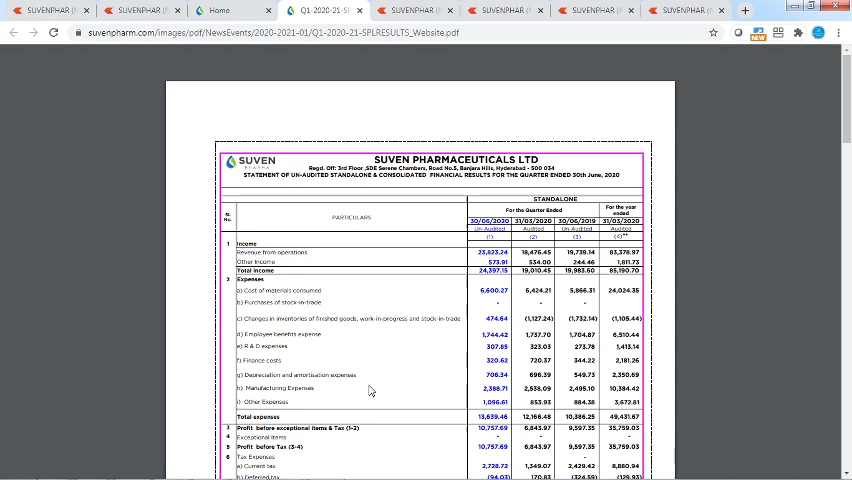 SUVENPHAR (N
SUVENPHAR (N
Home
Q1-2020-21-SP
SUVENPHAR (N
SUVENPHAR (N
SUVENPHAR (N
SUVENPHAR (N
suvenpharm.com/images/pdf/NewsEvents/2020-2021-01/Q1-2020-21-SPLRESULTS_Website.pdf
NEW
SUVEN
PHARMA
SUVEN PHARMACEUTICALS LTD
Regd. Off: 3rd Floor ,SDE Serene Chambers, Road No.5, Banjara Hills, Hyderabad - 500 034
STATEMENT OF UN-AUDITED STANDALONE & CONSOLIDATED FINANCIAL RESULTS FOR THE QUARTER ENDED 30th June, 2020
STANDALONE
Sl. No. PARTICULARS For the Quarter Ended For the year ended
30/06/2020 31/03/2020 30/06/2019 31/03/2020
Un-Audited Audited Un-Audited Audited
(1) (2) (3) (4)**
1 Income
Revenue from operations 23,823.24 18,476.45 19,739.14 83,378.97
Other Income 573.91 534.00 244.46 1,811.73
Total income 24,397.15 19,010.45 19,983.60 85,190.70
2 Expenses
a) Cost of materials consumed 6,600.27 6,424.21 5,866.31 24,024.35
b) Purchases of stock-in-trade - - -
c) Changes in inventories of finished goods, work-in-progress and stock-in-trade 474.64 (1,127.24) (1,732.14) (1,105.44)
d) Employee benefits expense 1,744.42 1,737.70 1,704.87 6,510.44
e) R & D expenses 307.85 323.03 273.78 1,413.14
f) Finance costs 320.62 720.37 344.22 2,181.26
g) Depreciation and amortisation expenses 706.34 696.39 549.73 2,350.69
h) Manufacturing Expenses 2,388.71 2,538.09 2,495.10 10,384.42
i) Other Expenses 1,096.61 853.93 884.38 3,672.81
Total expenses 13,639.46 12,166.48 10,386.25 49,431.67
3 Profit before exceptional items & Tax (1-2) 10,757.69 6,843.97 9,597.35 35,759.03
4 Exceptional Items - - - -
5 Profit before Tax (3-4) 10,757.69 6,843.97 9,597.35 35,759.03
6 Tax Expenses -
a) Current tax 2,728.72 1,349.07 2,429.42 8,880.94
b) Deferred tax (94.03) 170.83 (324.59) (129.93)